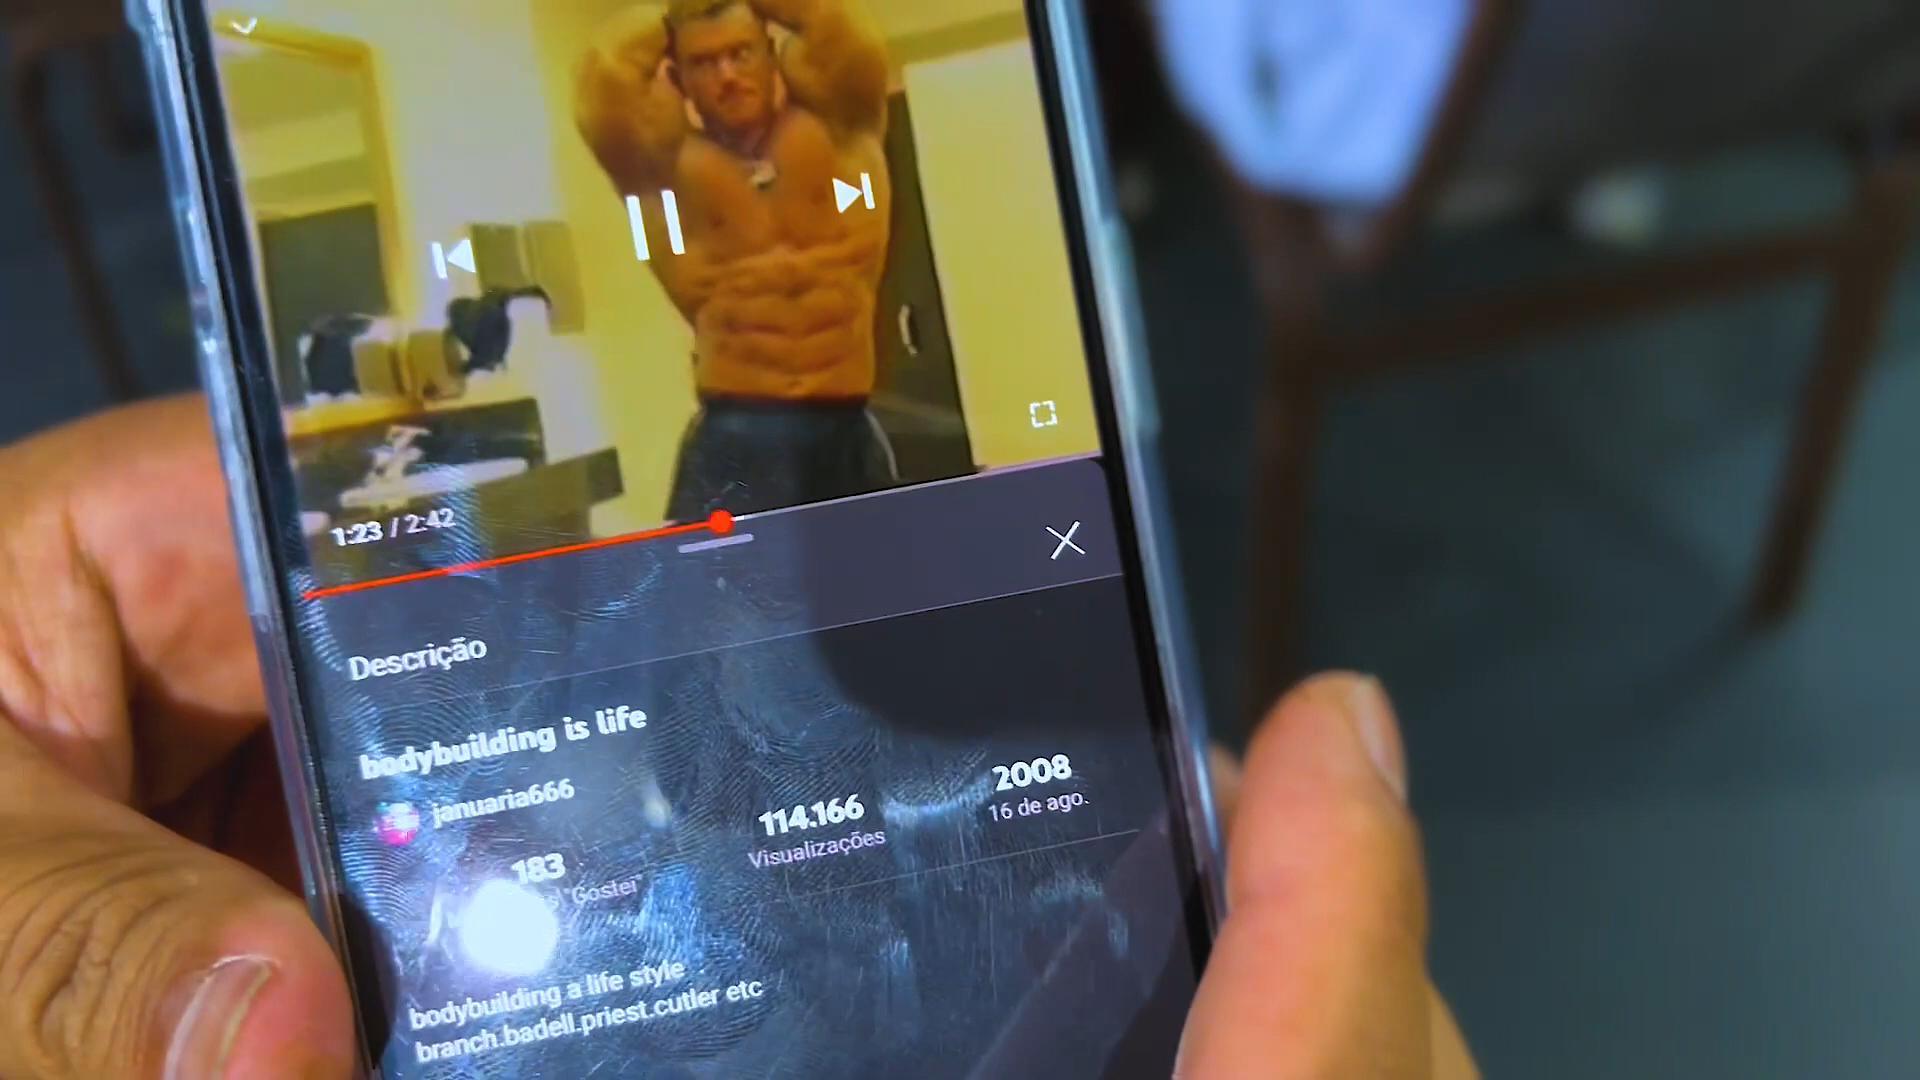 1:23 / 2:42
Descrição
bodybuilding is life
januaria666
183
"Gostei"
114.166
Visualizações
2008
16 de ago.
bodybuilding a life style
branch.badell.priest.cutler etc